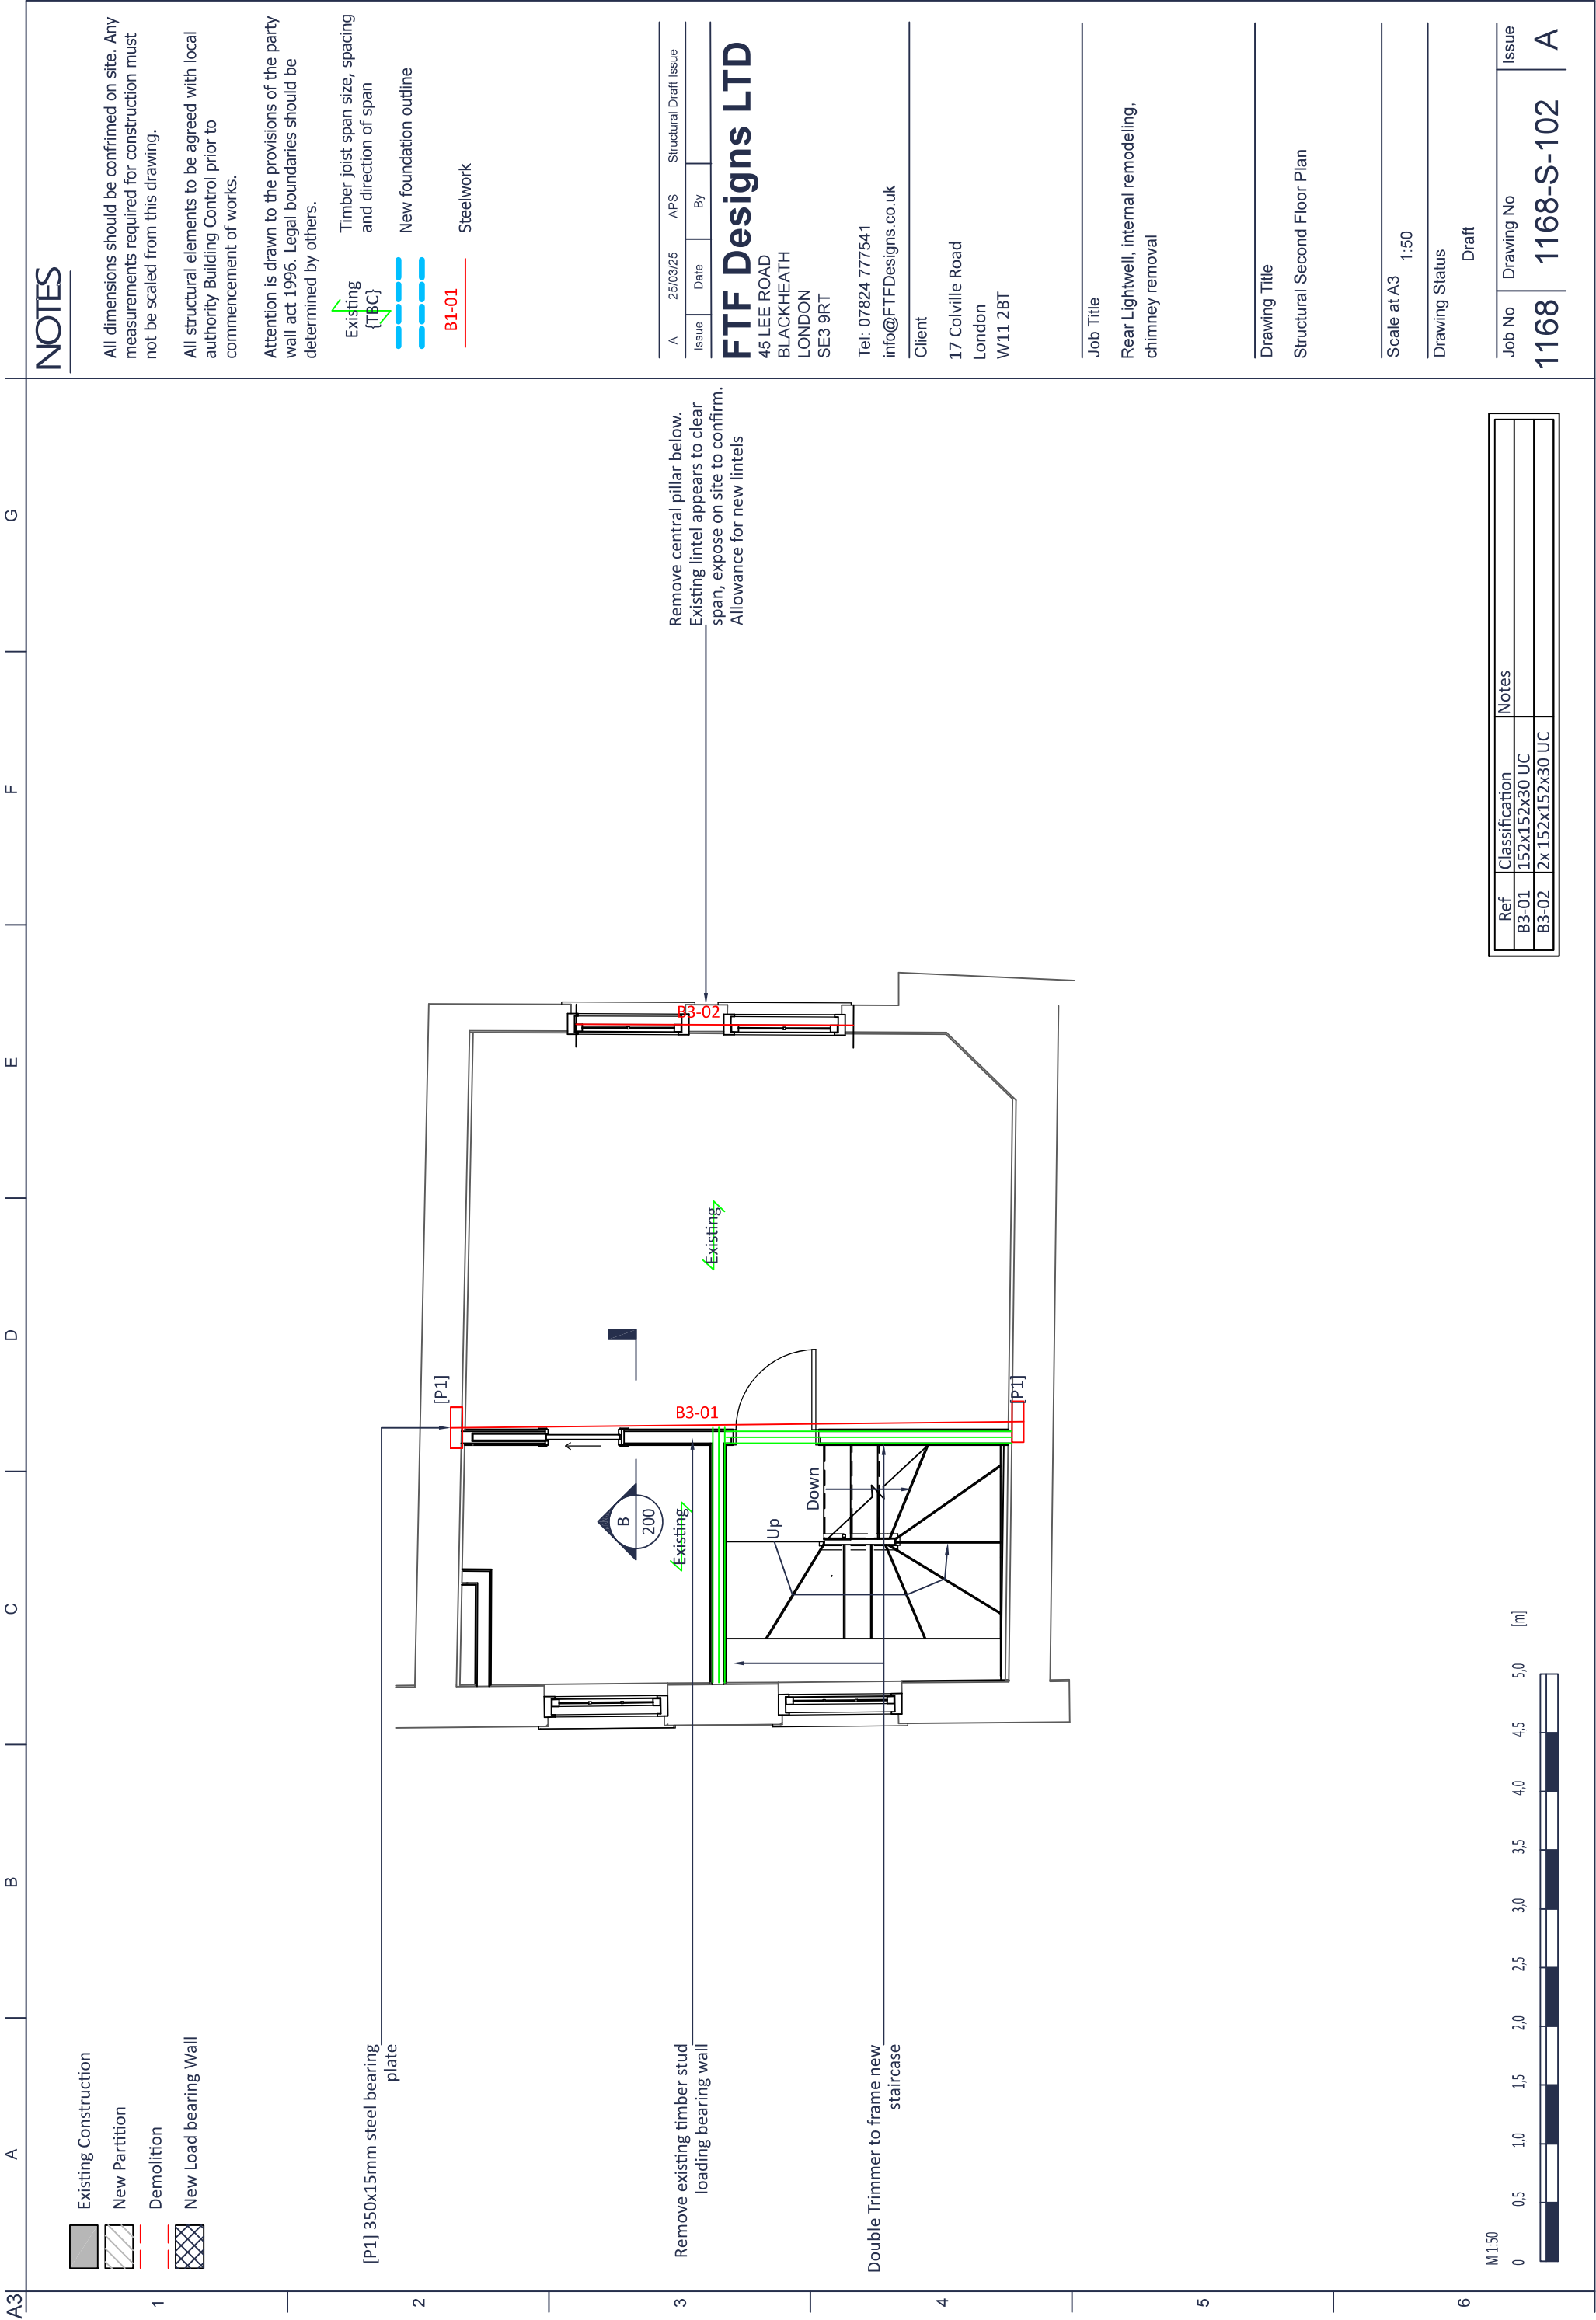 A3
A
B
C
D
E
F
G
1
2
3
4
5
6
Existing Construction
New Partition
Demolition
New Load bearing Wall
[P1] 350x15mm steel bearing
plate
Remove existing timber stud
loading bearing wall
Double Trimmer to frame new
staircase
[P1]
B3-01
[P1]
B3-02
Existing
Existing
B
200
Up
Down
Remove central pillar below.
Existing lintel appears to clear
span, expose on site to confirm.
Allowance for new lintels
M 1:50
0
0,5
1,0
1,5
2,0
2,5
3,0
3,5
4,0
4,5
5,0
[m]
Ref Classification Notes
B3-01 152x152x30 UC
B3-02 2x 152x152x30 UC
NOTES
All dimensions should be confrimed on site. Any
measurements required for construction must
not be scaled from this drawing.
All structural elements to be agreed with local
authority Building Control prior to
commencement of works.
Attention is drawn to the provisions of the party
wall act 1996. Legal boundaries should be
determined by others.
Existing
{TBC}
Timber joist span size, spacing
and direction of span
New foundation outline
B1-01
Steelwork
A 25/03/25 APS Structural Draft Issue
Issue Date By
FTF Designs LTD
45 LEE ROAD
BLACKHEATH
LONDON
SE3 9RT
Tel: 07824 777541
info@FTFDesigns.co.uk
Client
17 Colville Road
London
W11 2BT
Job Title
Rear Lightwell, internal remodeling,
chimney removal
Drawing Title
Structural Second Floor Plan
Scale at A3
1:50
Drawing Status
Draft
Job No Drawing No Issue
1168 1168-S-102 A